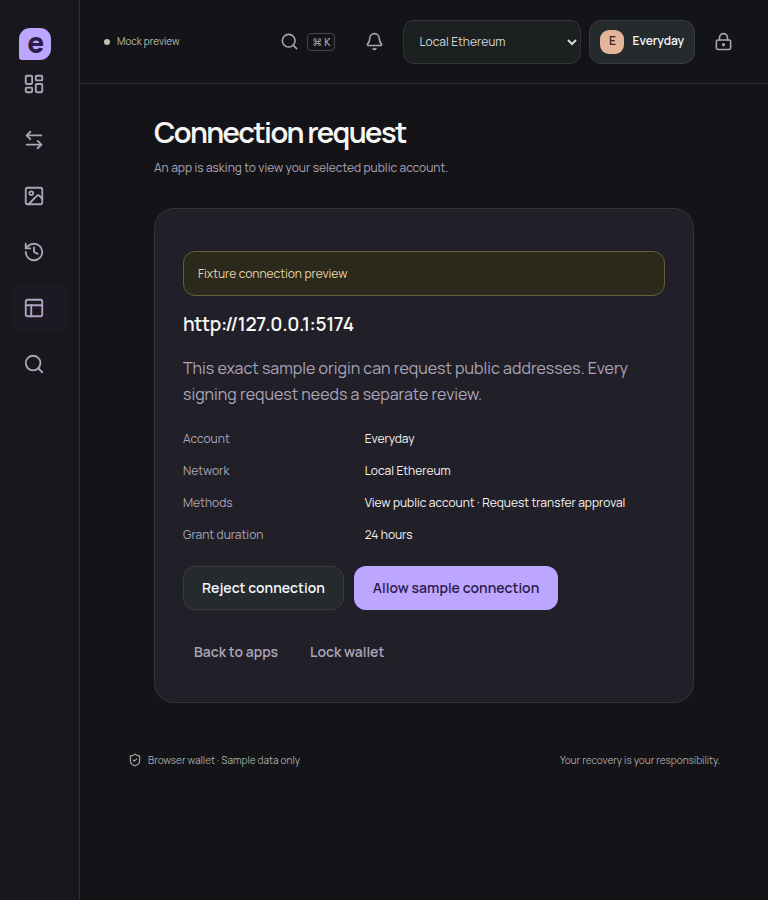 e
Mock preview
⌘ K
Local Ethereum
E
Everyday
Connection request
An app is asking to view your selected public account.
Fixture connection preview
http://127.0.0.1:5174
This exact sample origin can request public addresses. Every
signing request needs a separate review.
Account
Everyday
Network
Local Ethereum
Methods
View public account · Request transfer approval
Grant duration
24 hours
Reject connection
Allow sample connection
Back to apps
Lock wallet
Browser wallet · Sample data only
Your recovery is your responsibility.